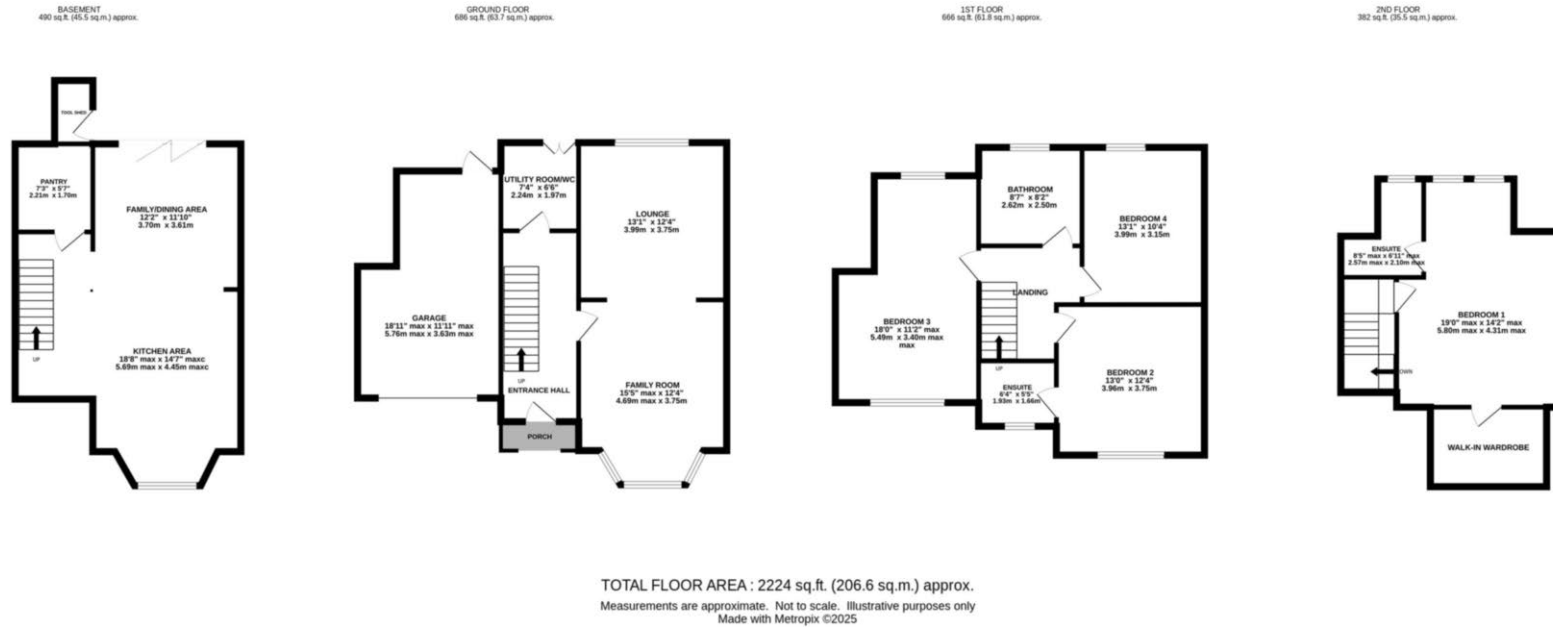 BASEMENT
490 sq.ft. (45.5 sq.m.) approx.
TOOL SHED
PANTRY
7'3" x 5'7"
2.21m x 1.70m
FAMILY/DINING AREA
12'2" x 11'10"
3.70m x 3.61m
UP
KITCHEN AREA
18'8" max x 14'7" maxc
5.69m max x 4.45m maxc
GROUND FLOOR
686 sq.ft. (63.7 sq.m.) approx.
UTILITY ROOM/WC
7'4" x 6'6"
2.24m x 1.97m
LOUNGE
13'1" x 12'4"
3.99m x 3.75m
GARAGE
18'11" max x 11'11" max
5.76m max x 3.63m max
UP
ENTRANCE HALL
FAMILY ROOM
15'5" max x 12'4"
4.69m max x 3.75m
PORCH
1ST FLOOR
666 sq.ft. (61.8 sq.m.) approx.
BATHROOM
8'7" x 8'2"
2.62m x 2.50m
BEDROOM 4
13'1" x 10'4"
3.99m x 3.15m
LANDING
BEDROOM 3
18'0" x 11'2" max
5.49m x 3.40m max
max
UP
ENSUITE
6'4" x 5'5"
1.93m x 1.66m
BEDROOM 2
13'0" x 12'4"
3.96m x 3.75m
2ND FLOOR
382 sq.ft. (35.5 sq.m.) approx.
ENSUITE
8'5" max x 6'11" max
2.57m max x 2.10m max
BEDROOM 1
19'0" max x 14'2" max
5.80m max x 4.31m max
DOWN
WALK-IN WARDROBE
TOTAL FLOOR AREA : 2224 sq.ft. (206.6 sq.m.) approx.
Measurements are approximate. Not to scale. Illustrative purposes only
Made with Metropix ©2025